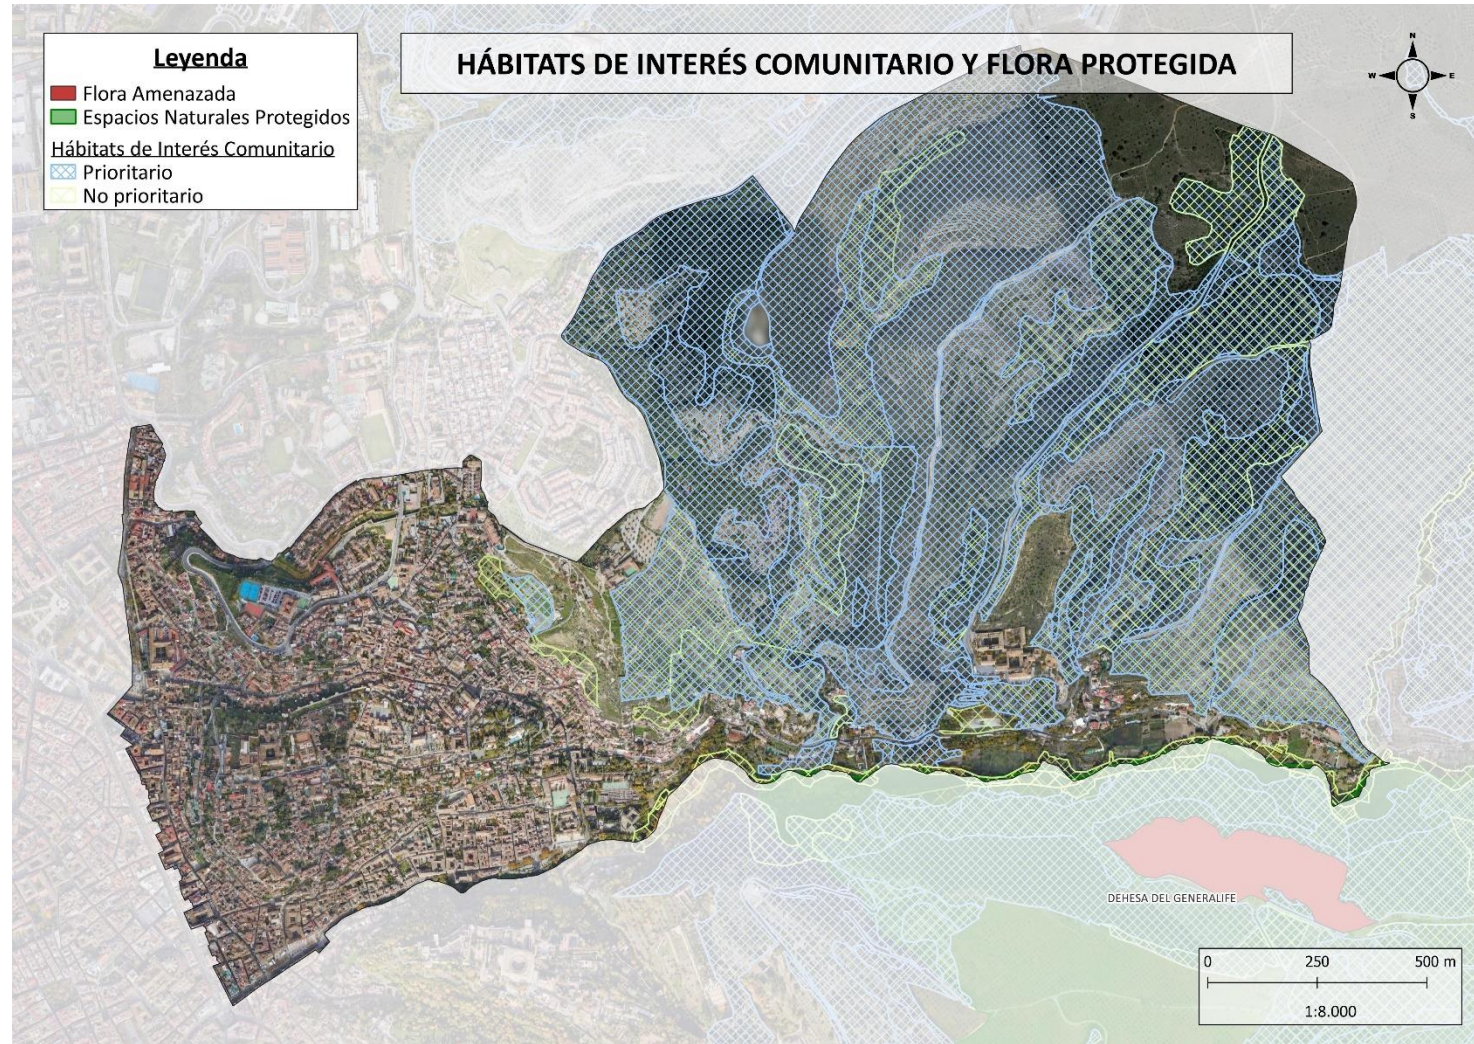 Leyenda
Flora Amenazada
Espacios Naturales Protegidos
Hábitats de Interés Comunitario
Prioritario
No prioritario
HÁBITATS DE INTERÉS COMUNITARIO Y FLORA PROTEGIDA
N
W E
S
DEHESA DEL GENERALIFE
0 250 500 m
1:8.000